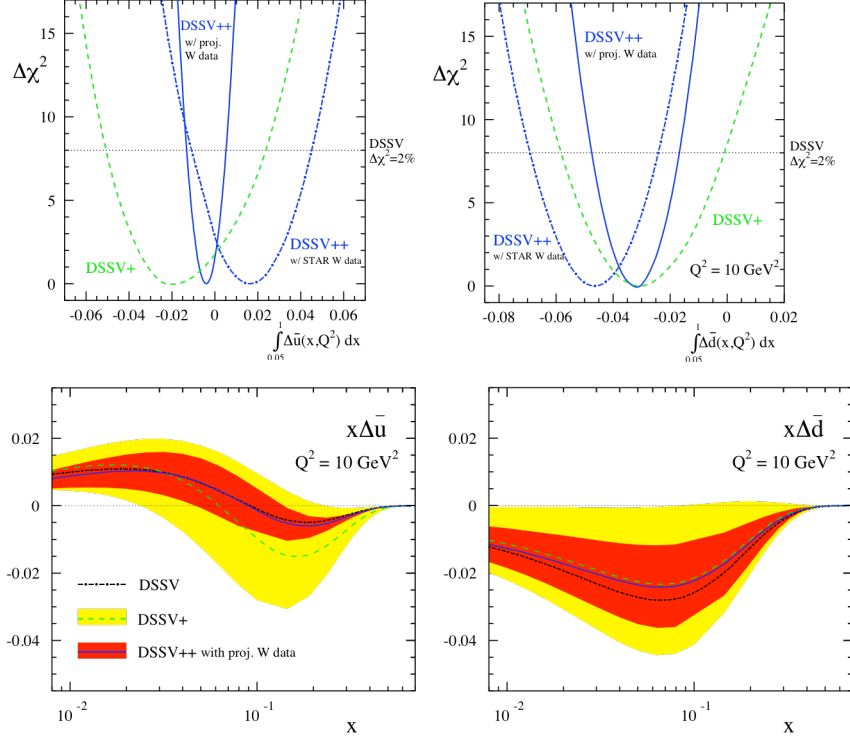 DSSV++
w/ proj.
W data
Δχ²
15
10
5
0
DSSV
Δχ²=2%
DSSV+
DSSV++
w/ STAR W data
-0.06 -0.04 -0.02 0 0.02 0.04 0.06
∫Δū(x,Q²) dx
1
0.05
DSSV++
w/ proj. W data
Δχ²
15
10
5
0
DSSV
Δχ²=2%
DSSV+
DSSV++
w/ STAR W data
Q² = 10 GeV²
-0.08 -0.06 -0.04 -0.02 0 0.02
∫Δd̄(x,Q²) dx
1
0.05
xΔū
Q² = 10 GeV²
0.02
0
-0.02
-0.04
DSSV
DSSV+
DSSV++ with proj. W data
10⁻² 10⁻¹
x
xΔd̄
Q² = 10 GeV²
0.02
0
-0.02
-0.04
10⁻² 10⁻¹
x